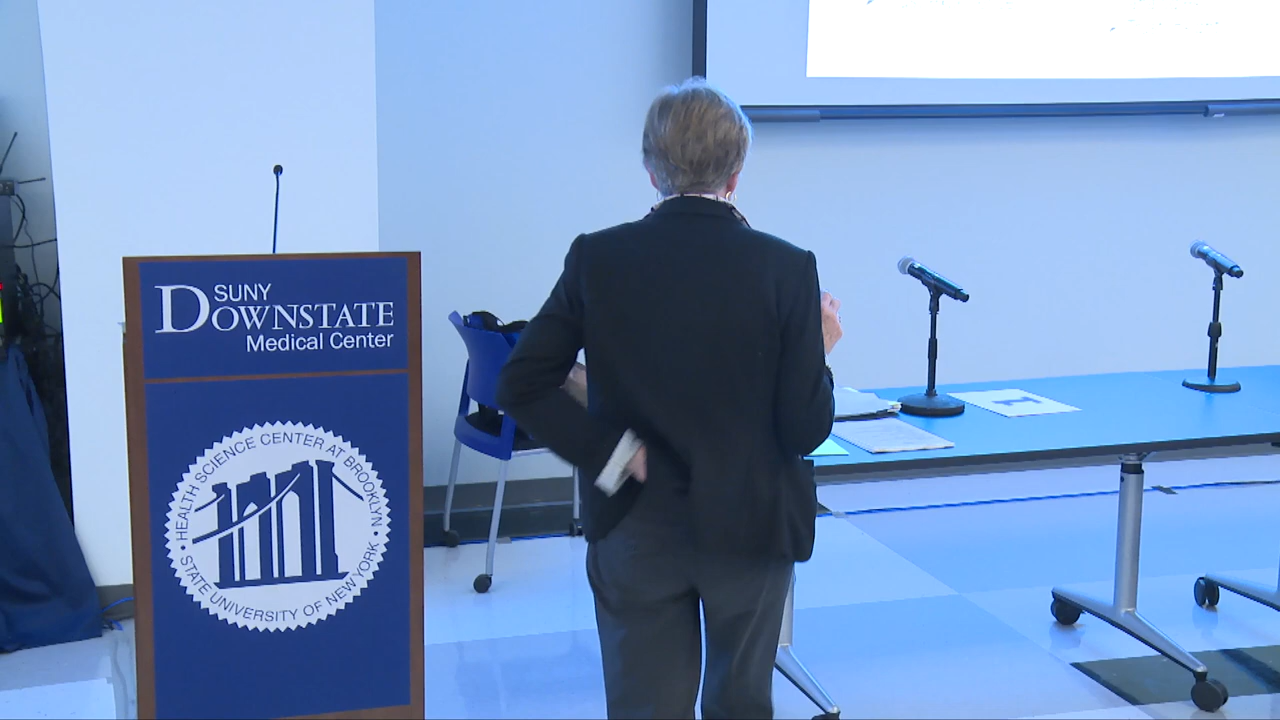 SUNY
DOWNSTATE
Medical Center
HEALTH SCIENCE CENTER AT BROOKLYN
STATE UNIVERSITY OF NEW YORK